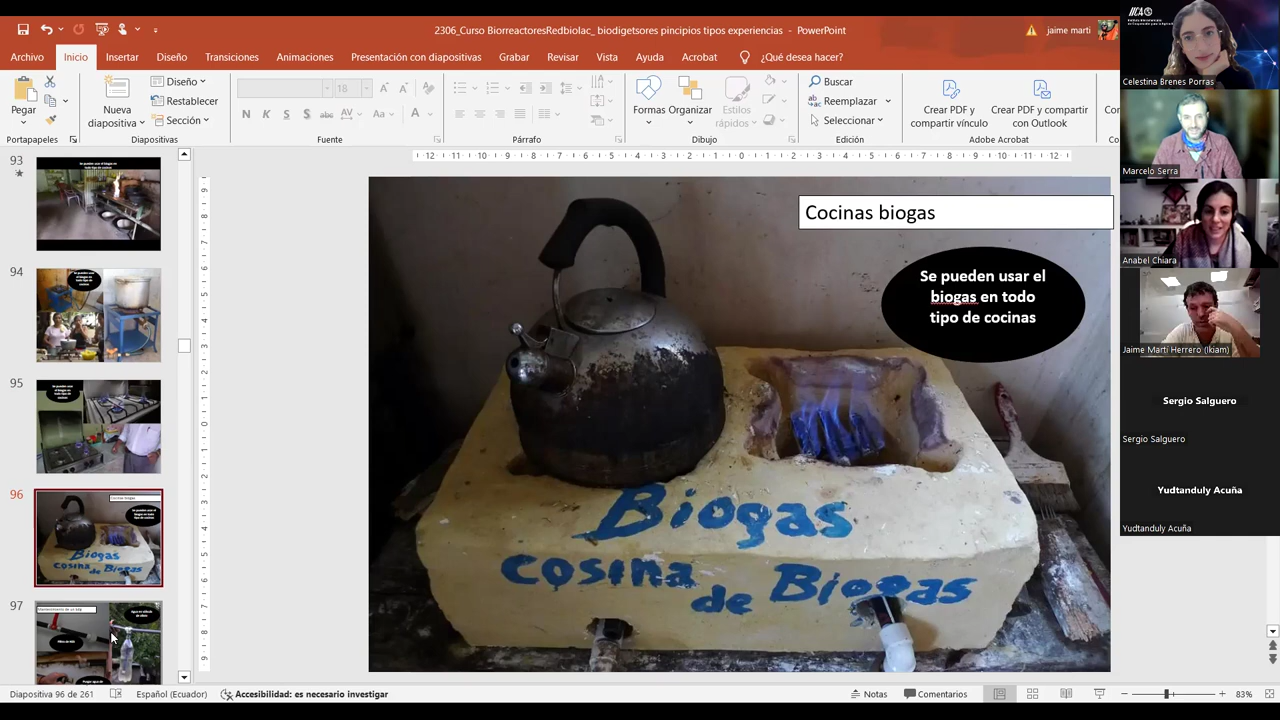 2306_Curso BiorreactoresRedbiolac_ biodigetsores pincipios tipos experiencias - PowerPoint
jaime marti
Archivo Inicio Insertar Diseño Transiciones Animaciones Presentación con diapositivas Grabar Revisar Vista Ayuda Acrobat ¿Qué desea hacer?
Pegar
Portapapeles
Nueva
diapositiva
Diseño
Restablecer
Sección
Diapositivas
18
N K S S abc AV Aa A
Fuente
Párrafo
Formas
Organizar
Estilos
rápidos
Dibujo
Buscar
Reemplazar
Seleccionar
Edición
Crear PDF y
compartir vínculo
Crear PDF y compartir
con Outlook
Adobe Acrobat
93
94
95
96
97
Cocinas biogas
Se pueden usar el
biogas en todo
tipo de cocinas
Biogas
cosina
de Biogas
Celestina Brenes Porras
Marcelo Serra
Anabel Chiara
Jaime Martí Herrero (Ikiam)
Sergio Salguero
Sergio Salguero
Yudtanduly Acuña
Yudtanduly Acuña
Diapositiva 96 de 261
Español (Ecuador)
Accesibilidad: es necesario investigar
Notas
Comentarios
83%